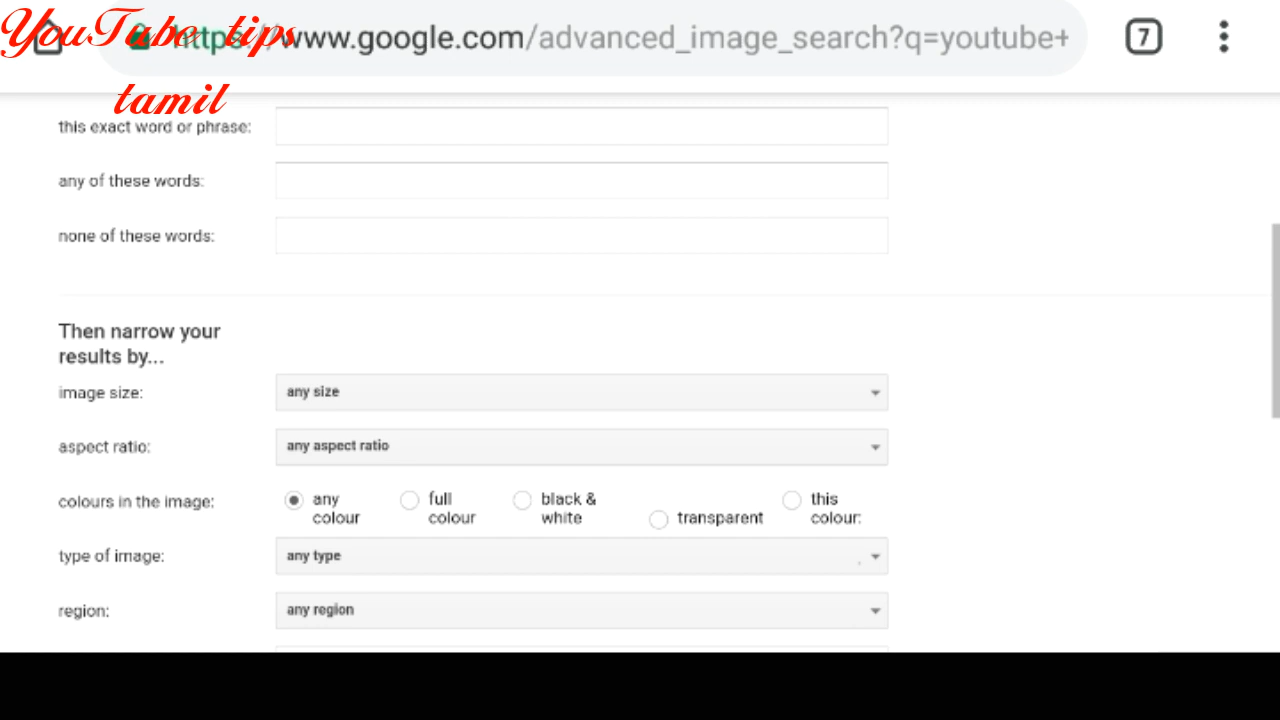 YouTube tips
tamil
https://www.google.com/advanced_image_search?q=youtube+
7
this exact word or phrase:
any of these words:
none of these words:
Then narrow your
results by...
image size: any size
aspect ratio: any aspect ratio
colours in the image: any colour full colour black & white transparent this colour:
type of image: any type
region: any region